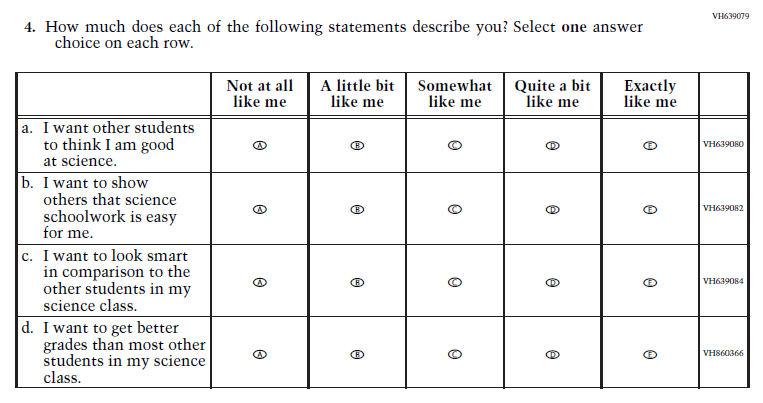 VH639079
4. How much does each of the following statements describe you? Select one answer
choice on each row.
Not at all like me A little bit like me Somewhat like me Quite a bit like me Exactly like me
a. I want other students
to think I am good
at science.
A B C D E VH639080
b. I want to show
others that science
schoolwork is easy
for me.
A B C D E VH639082
c. I want to look smart
in comparison to the
other students in my
science class.
A B C D E VH639084
d. I want to get better
grades than most other
students in my science
class.
A B C D E VH860366